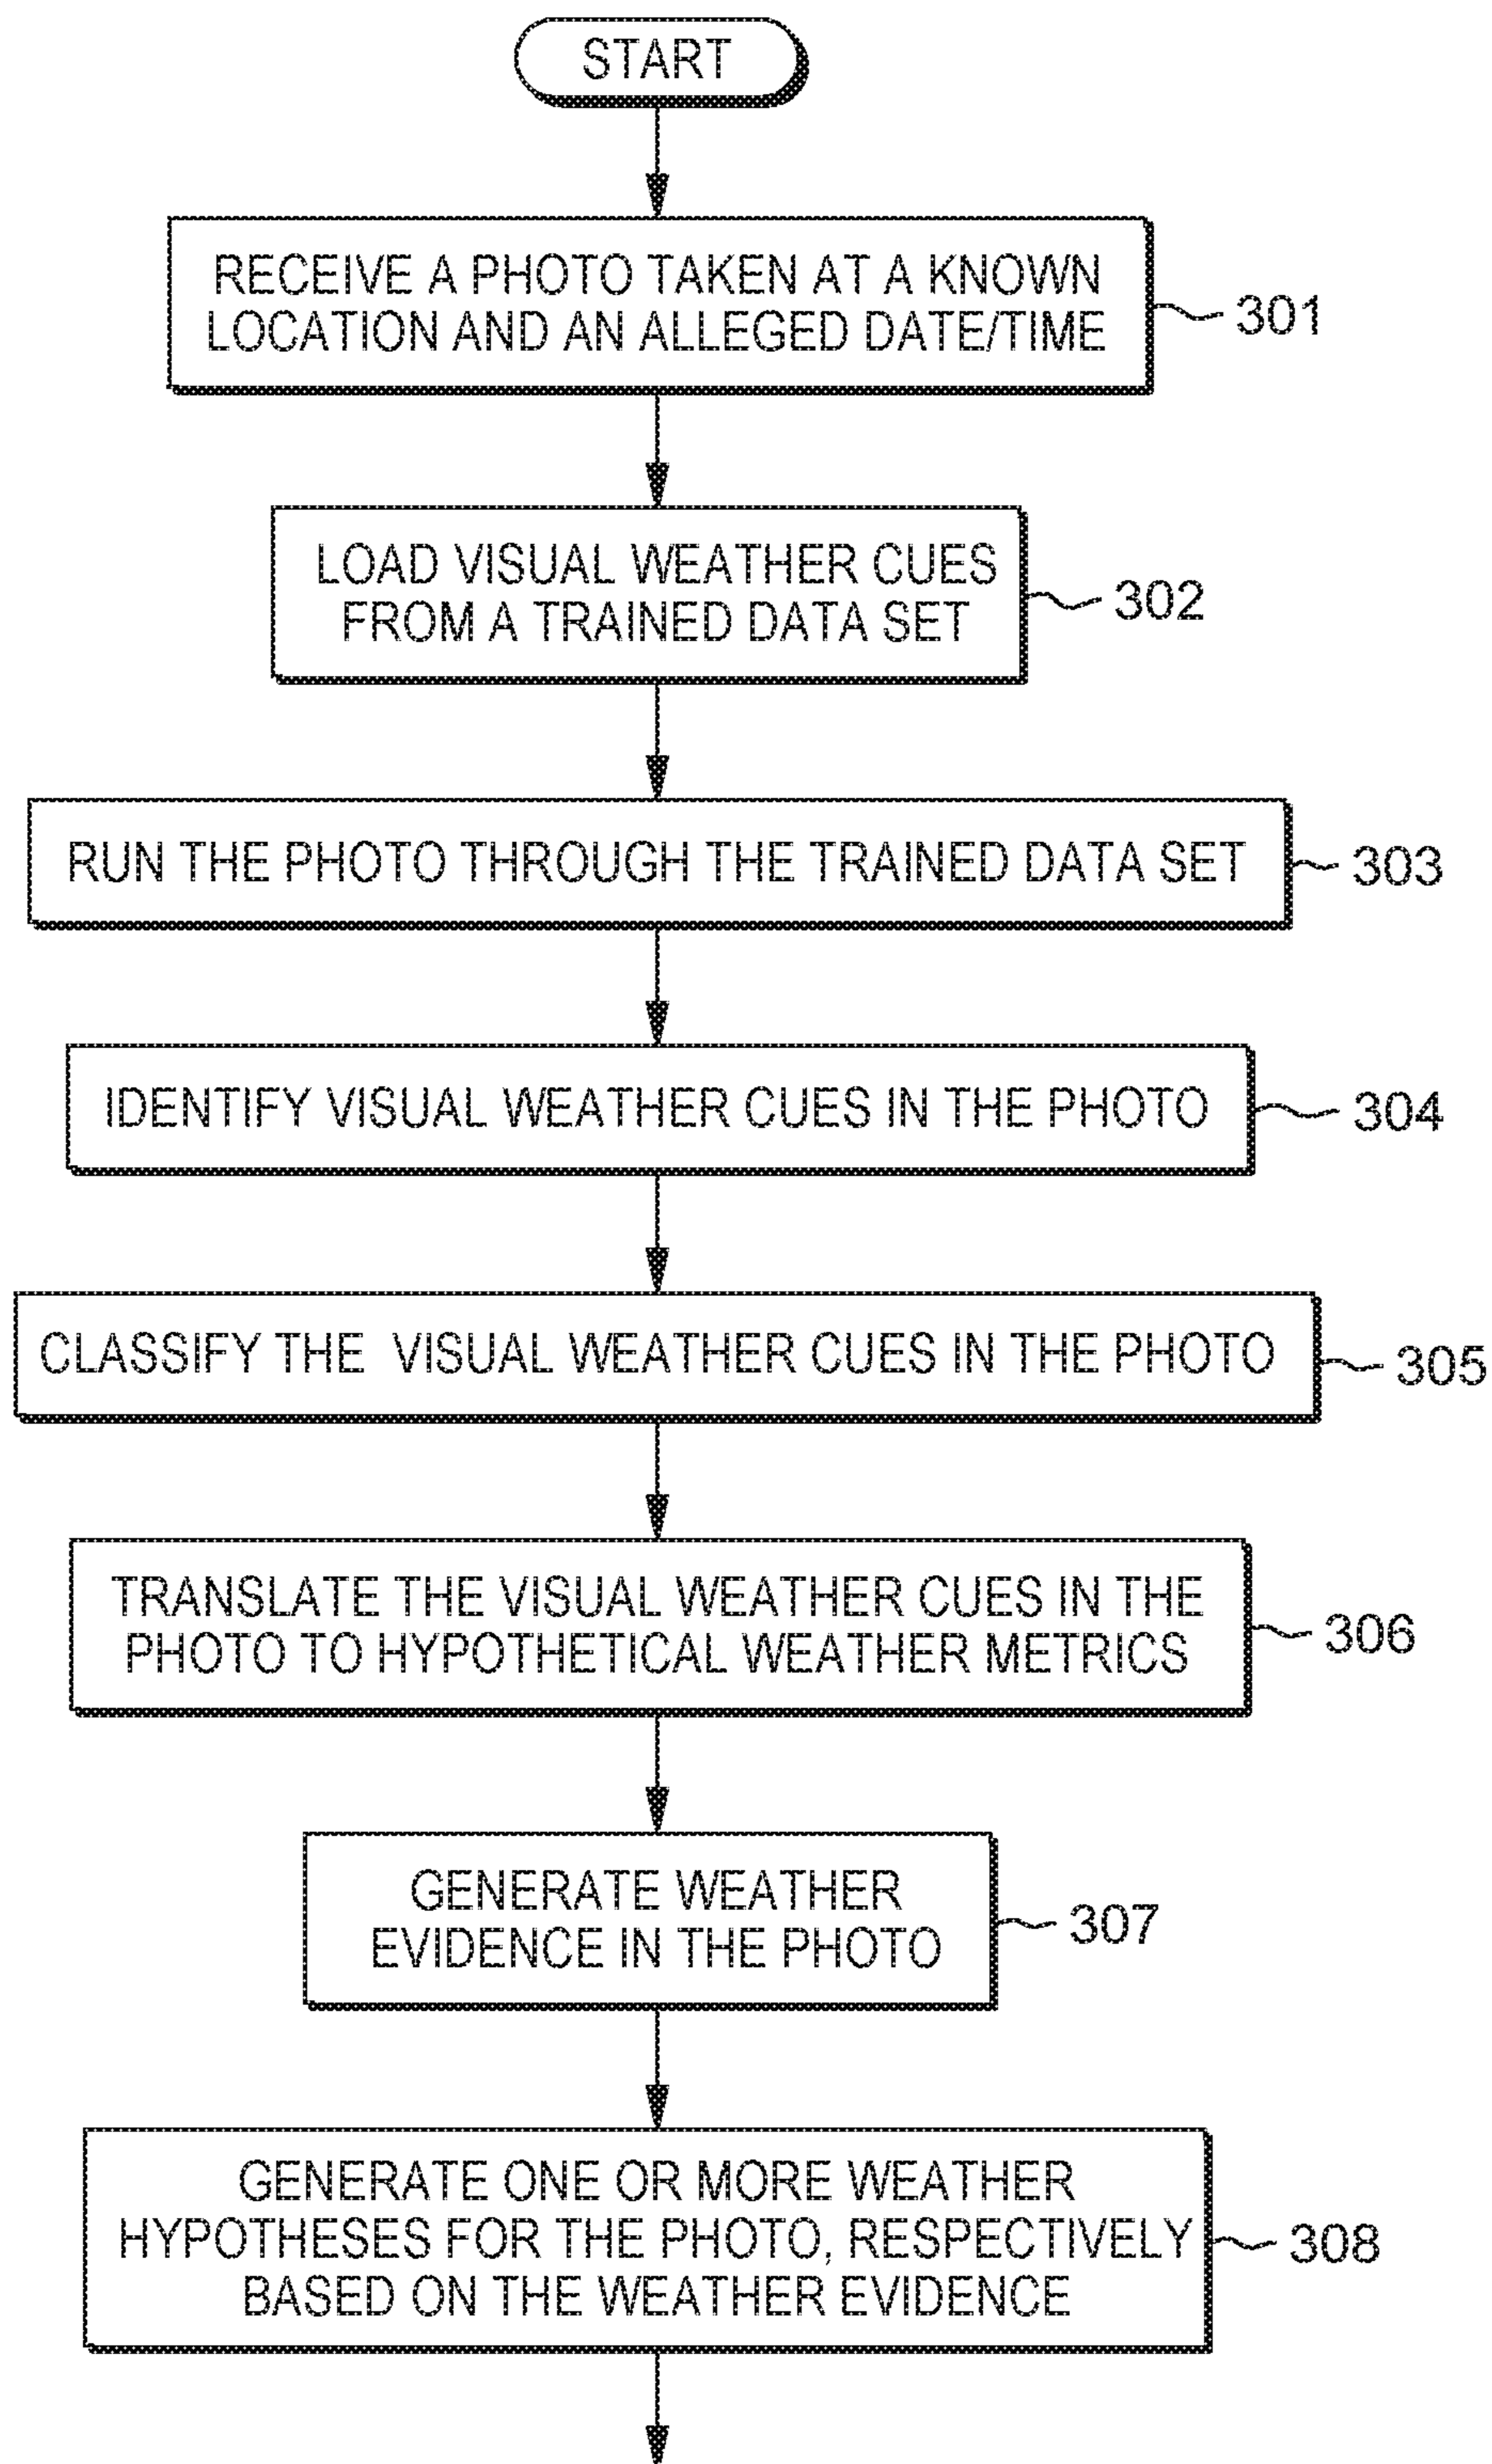 START
RECEIVE A PHOTO TAKEN AT A KNOWN
LOCATION AND AN ALLEGED DATE/TIME
301
LOAD VISUAL WEATHER CUES
FROM A TRAINED DATA SET
302
RUN THE PHOTO THROUGH THE TRAINED DATA SET
303
IDENTIFY VISUAL WEATHER CUES IN THE PHOTO
304
CLASSIFY THE VISUAL WEATHER CUES IN THE PHOTO
305
TRANSLATE THE VISUAL WEATHER CUES IN THE
PHOTO TO HYPOTHETICAL WEATHER METRICS
306
GENERATE WEATHER
EVIDENCE IN THE PHOTO
307
GENERATE ONE OR MORE WEATHER
HYPOTHESES FOR THE PHOTO, RESPECTIVELY
BASED ON THE WEATHER EVIDENCE
308